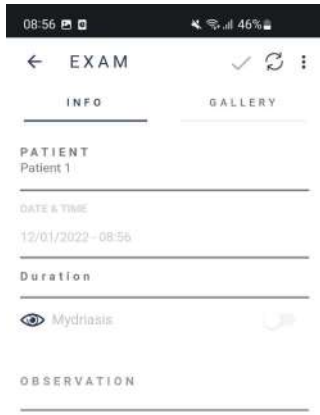 08:56 46%
EXAM
INFO GALLERY
PATIENT
Patient 1
DATE & TIME
12/01/2022 - 08:56
Duration
Mydriasis
OBSERVATION